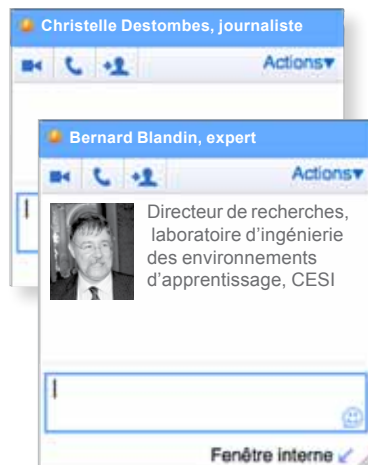 Christelle Destombes, journaliste
Actions▾
Bernard Blandin, expert
Actions▾
Directeur de recherches,
laboratoire d'ingénierie
des environnements
d'apprentissage, CESI
Fenêtre interne